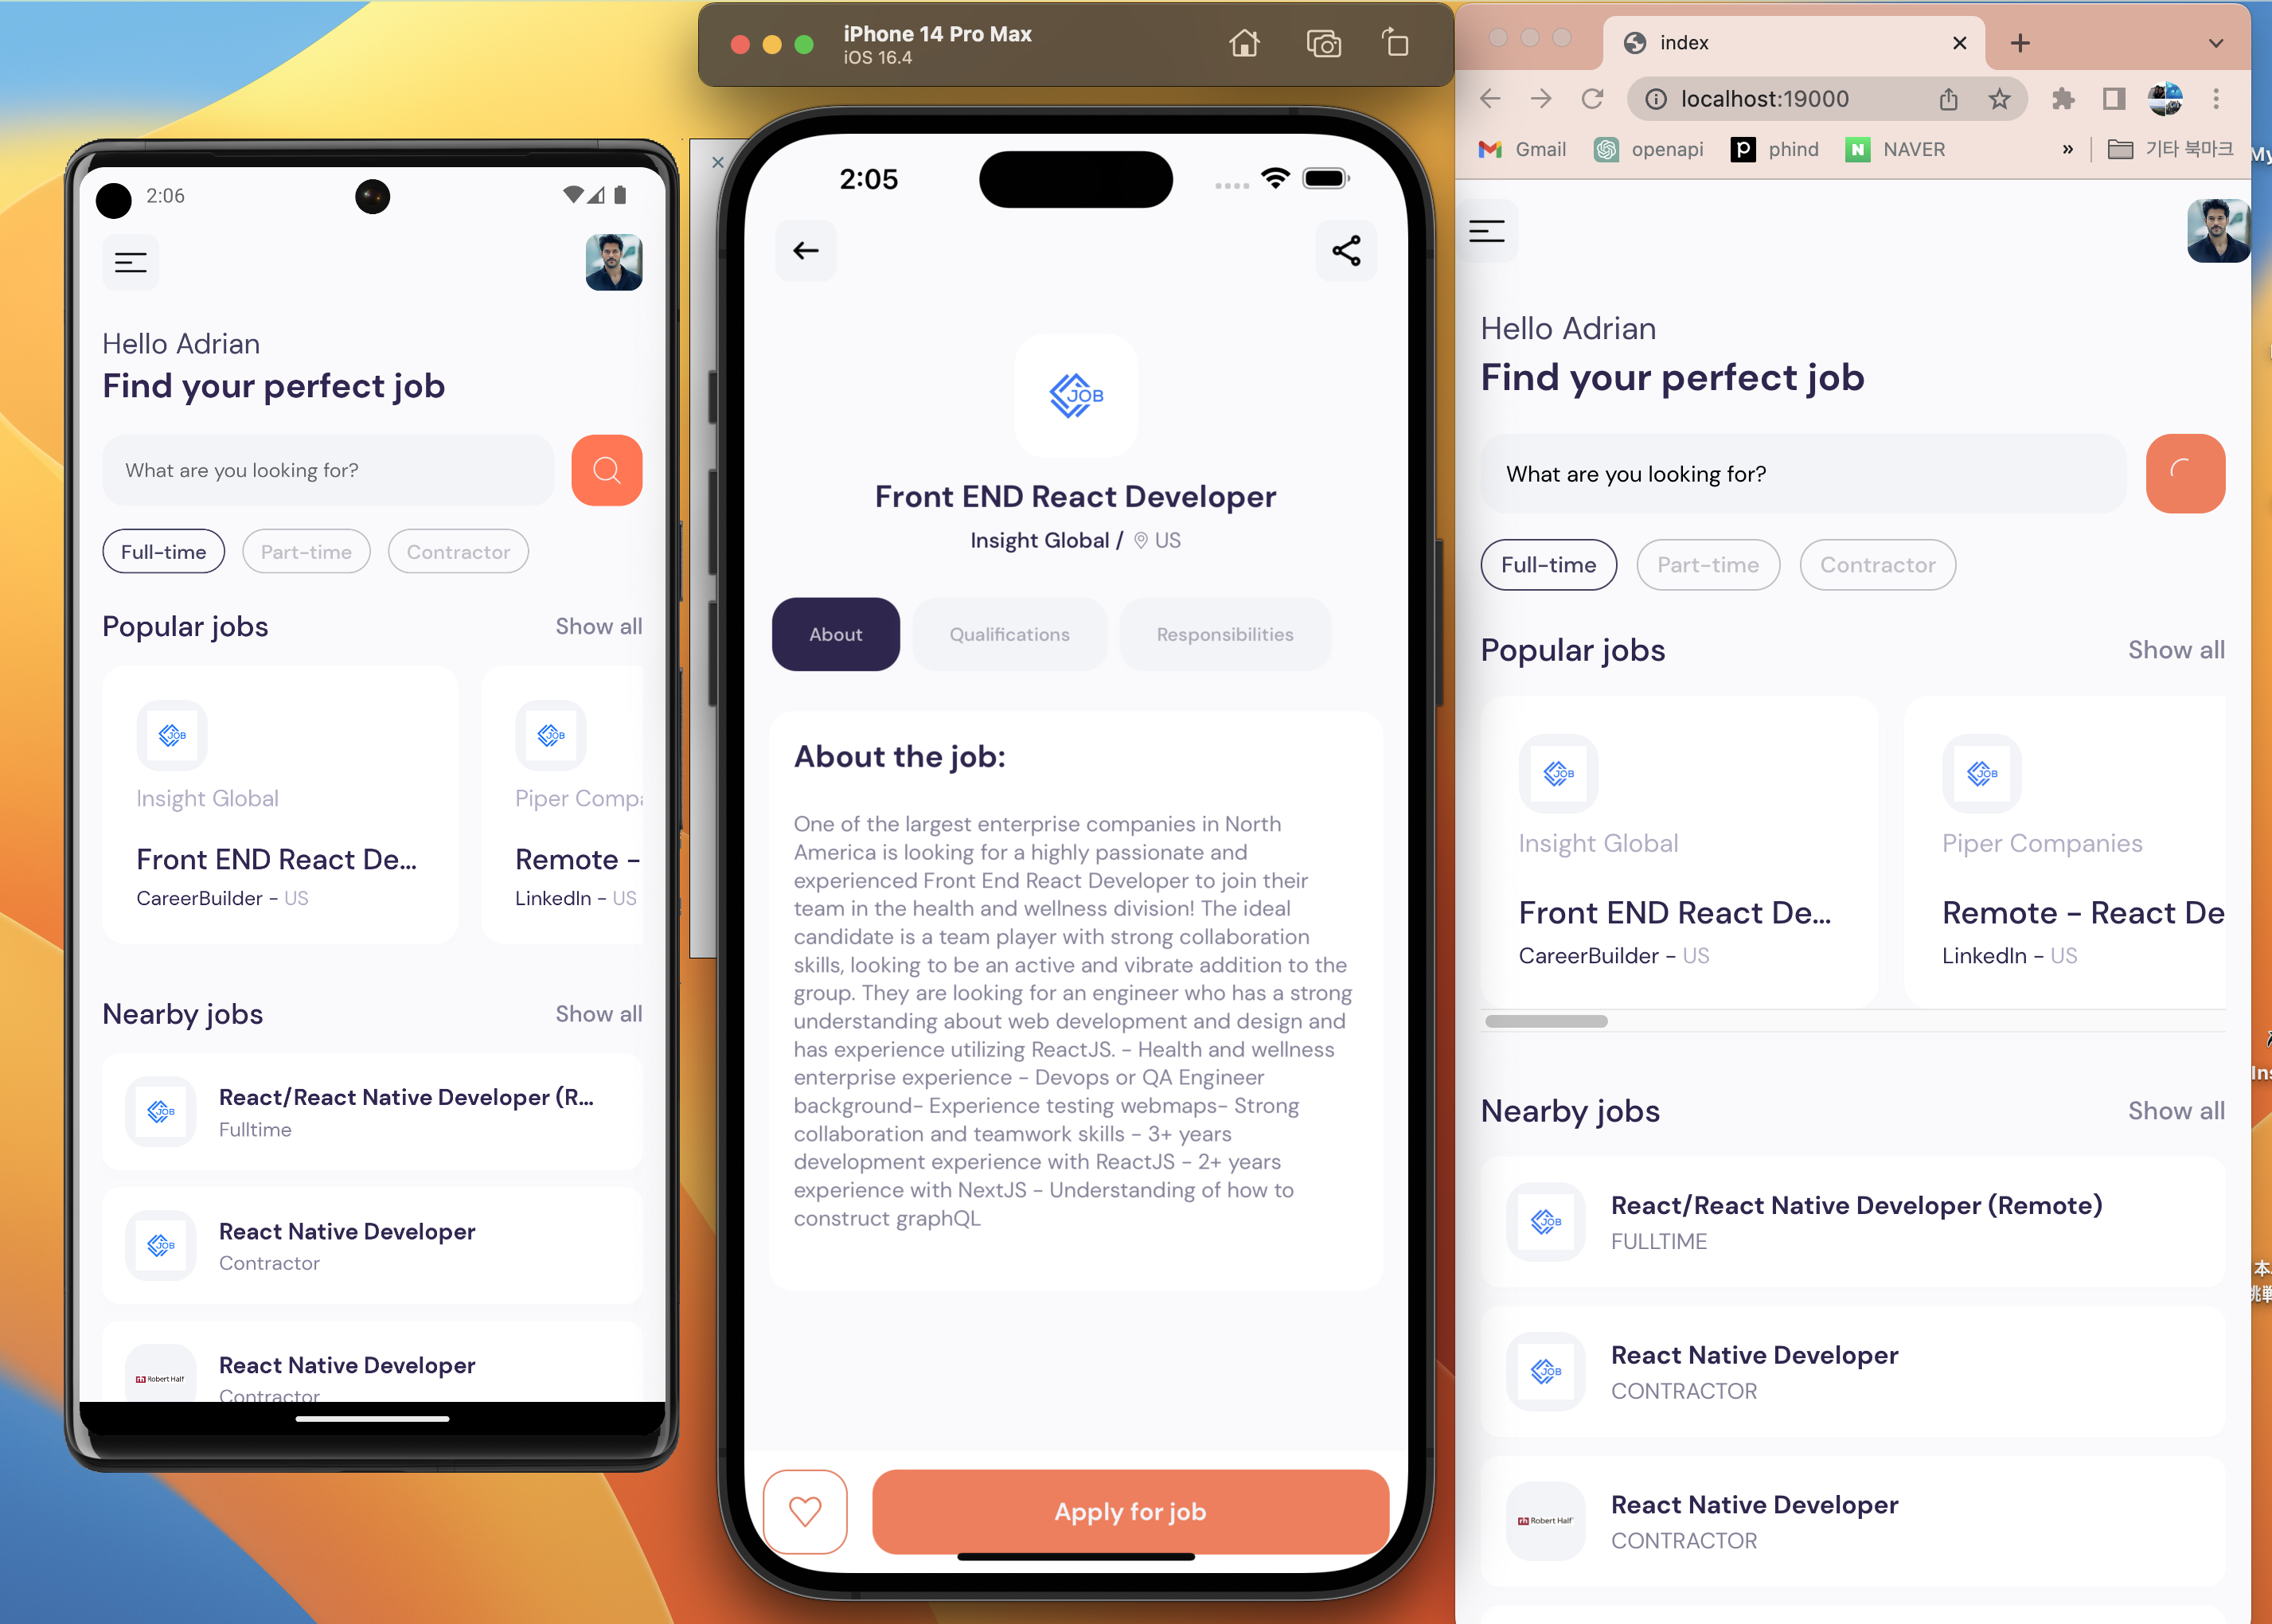 2:06
Hello Adrian
Find your perfect job
What are you looking for?
Full-time
Part-time
Contractor
Popular jobs
Show all
JOB
Insight Global
Front END React De...
CareerBuilder - US
JOB
Piper Compa
Remote -
LinkedIn - US
Nearby jobs
Show all
JOB
React/React Native Developer (R...
Fulltime
JOB
React Native Developer
Contractor
rh Robert Half
React Native Developer
Contractor
iPhone 14 Pro Max
iOS 16.4
2:05
JOB
Front END React Developer
Insight Global / US
About
Qualifications
Responsibilities
About the job:
One of the largest enterprise companies in North
America is looking for a highly passionate and
experienced Front End React Developer to join their
team in the health and wellness division! The ideal
candidate is a team player with strong collaboration
skills, looking to be an active and vibrate addition to the
group. They are looking for an engineer who has a strong
understanding about web development and design and
has experience utilizing ReactJS. - Health and wellness
enterprise experience - Devops or QA Engineer
background- Experience testing webmaps- Strong
collaboration and teamwork skills - 3+ years
development experience with ReactJS - 2+ years
experience with NextJS - Understanding of how to
construct graphQL
Apply for job
index
localhost:19000
Gmail
openapi
phind
NAVER
»
기타 북마크
Hello Adrian
Find your perfect job
What are you looking for?
Full-time
Part-time
Contractor
Popular jobs
Show all
JOB
Insight Global
Front END React De...
CareerBuilder - US
JOB
Piper Companies
Remote - React De
LinkedIn - US
Nearby jobs
Show all
JOB
React/React Native Developer (Remote)
FULLTIME
JOB
React Native Developer
CONTRACTOR
rh Robert Half
React Native Developer
CONTRACTOR
My
Ins
本